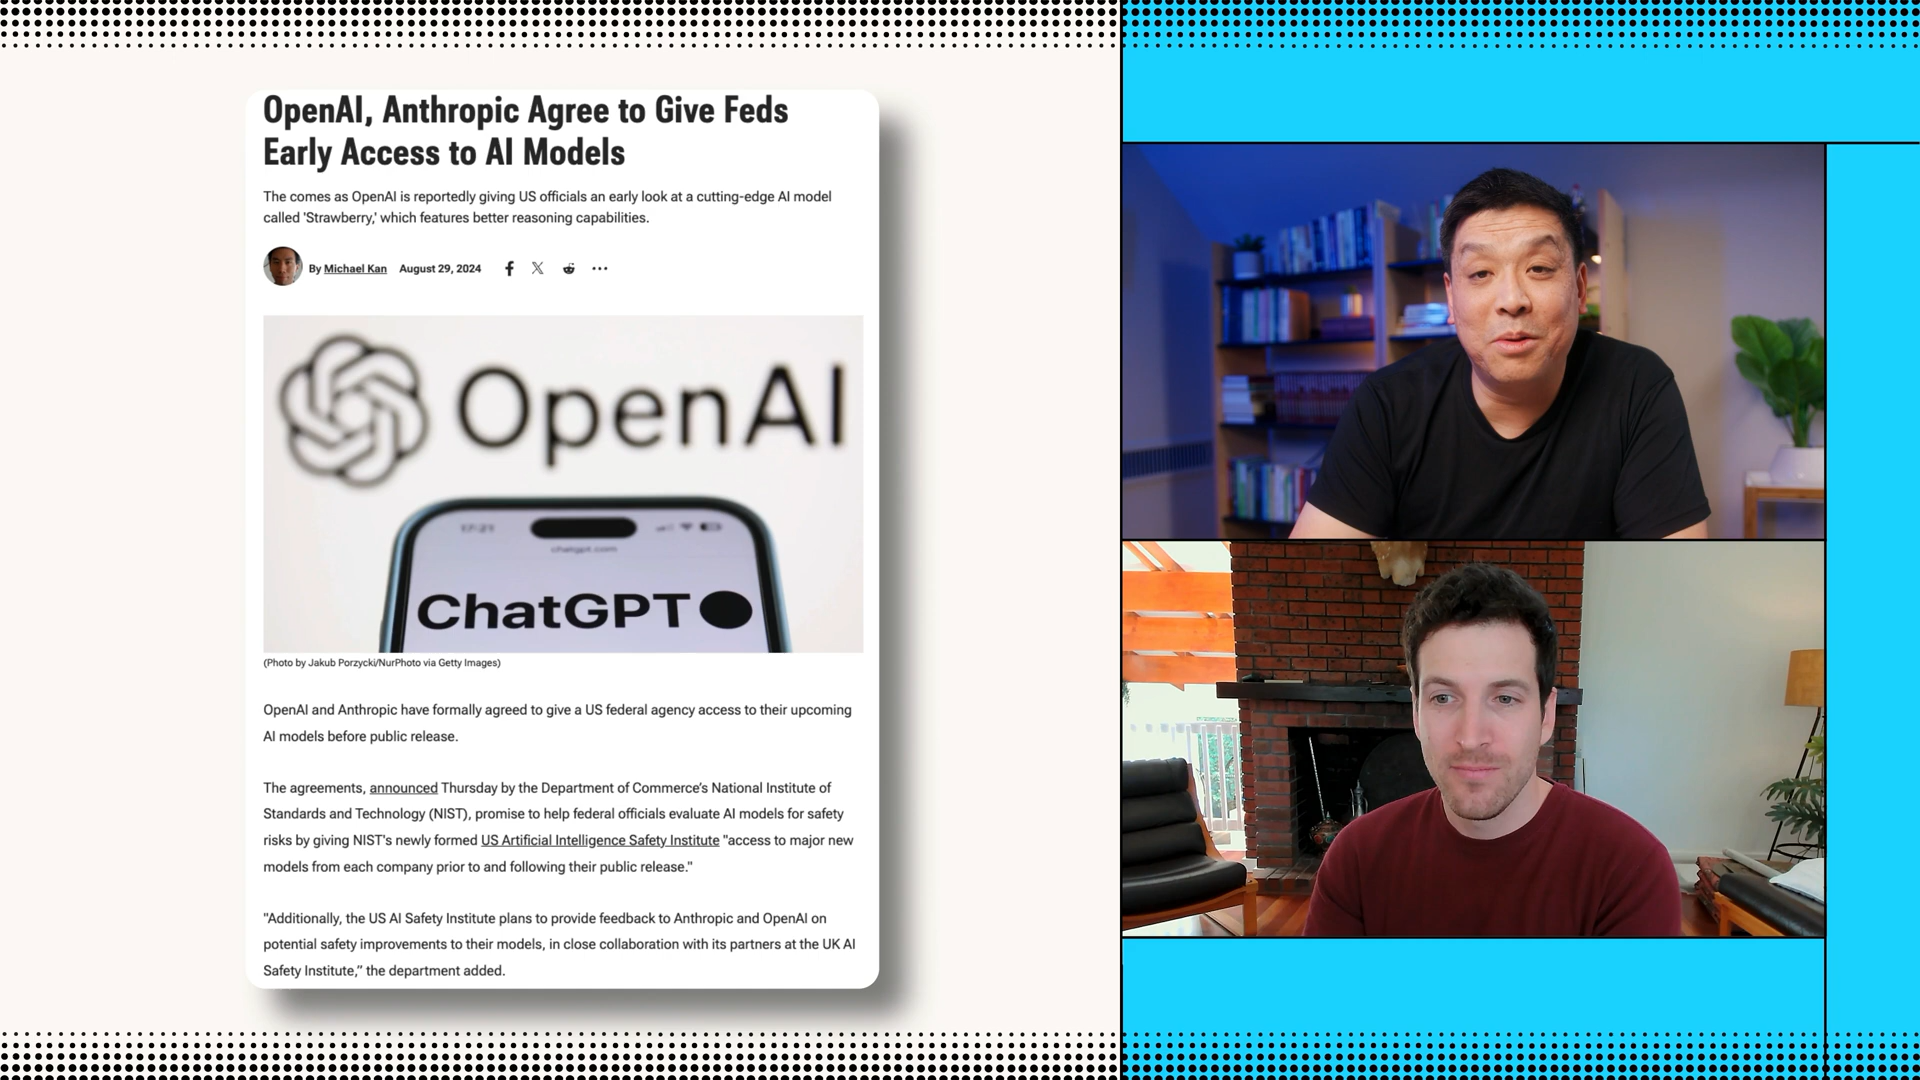 OpenAI, Anthropic Agree to Give Feds
Early Access to AI Models
The comes as OpenAI is reportedly giving US officials an early look at a cutting-edge AI model
called 'Strawberry,' which features better reasoning capabilities.
By Michael Kan August 29, 2024
OpenAI
17:21
chatgpt.com
ChatGPT
(Photo by Jakub Porzycki/NurPhoto via Getty Images)
OpenAI and Anthropic have formally agreed to give a US federal agency access to their upcoming
AI models before public release.
The agreements, announced Thursday by the Department of Commerce's National Institute of
Standards and Technology (NIST), promise to help federal officials evaluate AI models for safety
risks by giving NIST's newly formed US Artificial Intelligence Safety Institute "access to major new
models from each company prior to and following their public release."
"Additionally, the US AI Safety Institute plans to provide feedback to Anthropic and OpenAI on
potential safety improvements to their models, in close collaboration with its partners at the UK AI
Safety Institute," the department added.